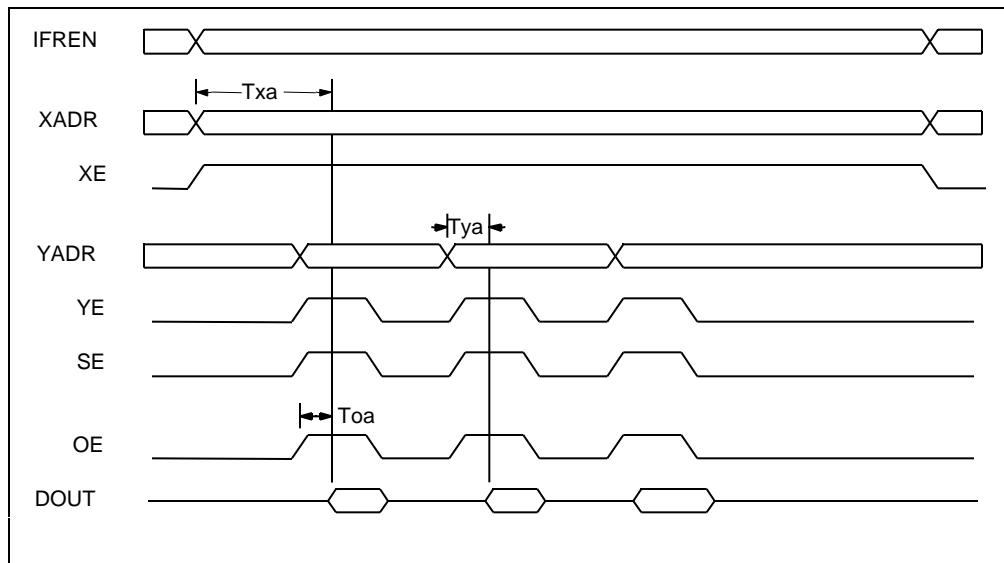 IFREN
Txa
XADR
XE
Tya
YADR
YE
SE
Toa
OE
DOUT